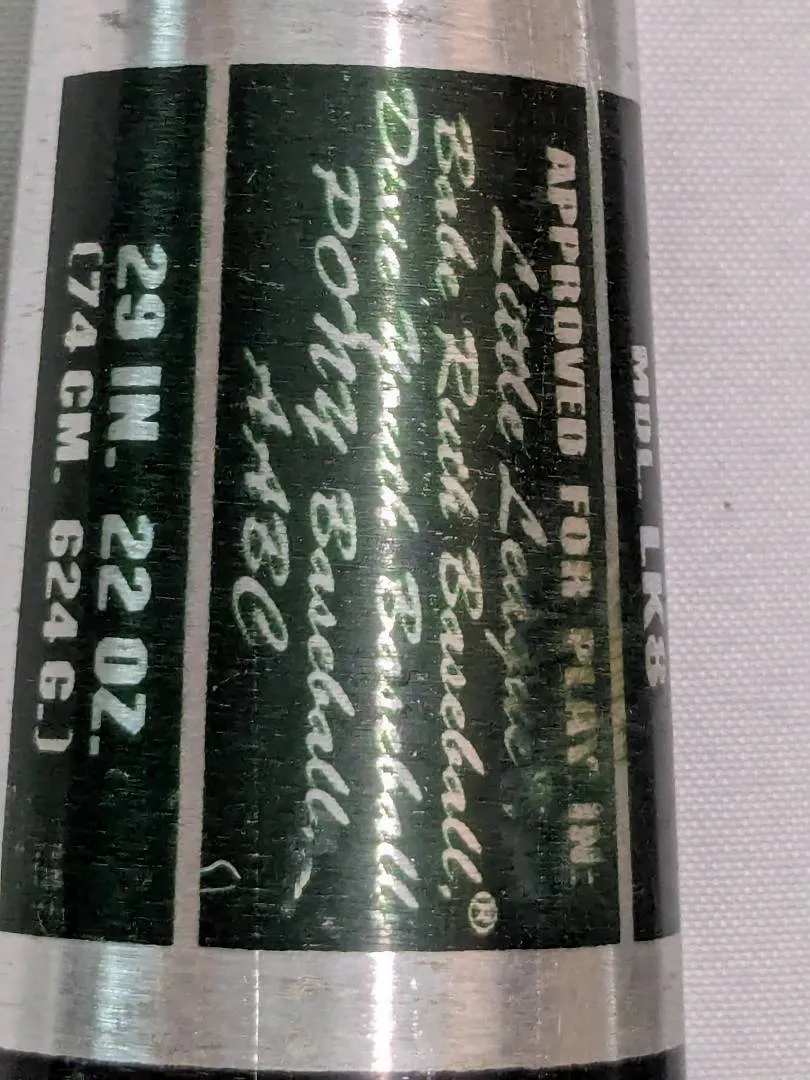 MDL. LK8
APPROVED FOR PLAY IN:
Little League,
Babe Ruth Baseball,®
Dixie Youth Baseball
PONY Baseball,
AABC
29 IN. 22 OZ.
(74 CM. 624 G.)